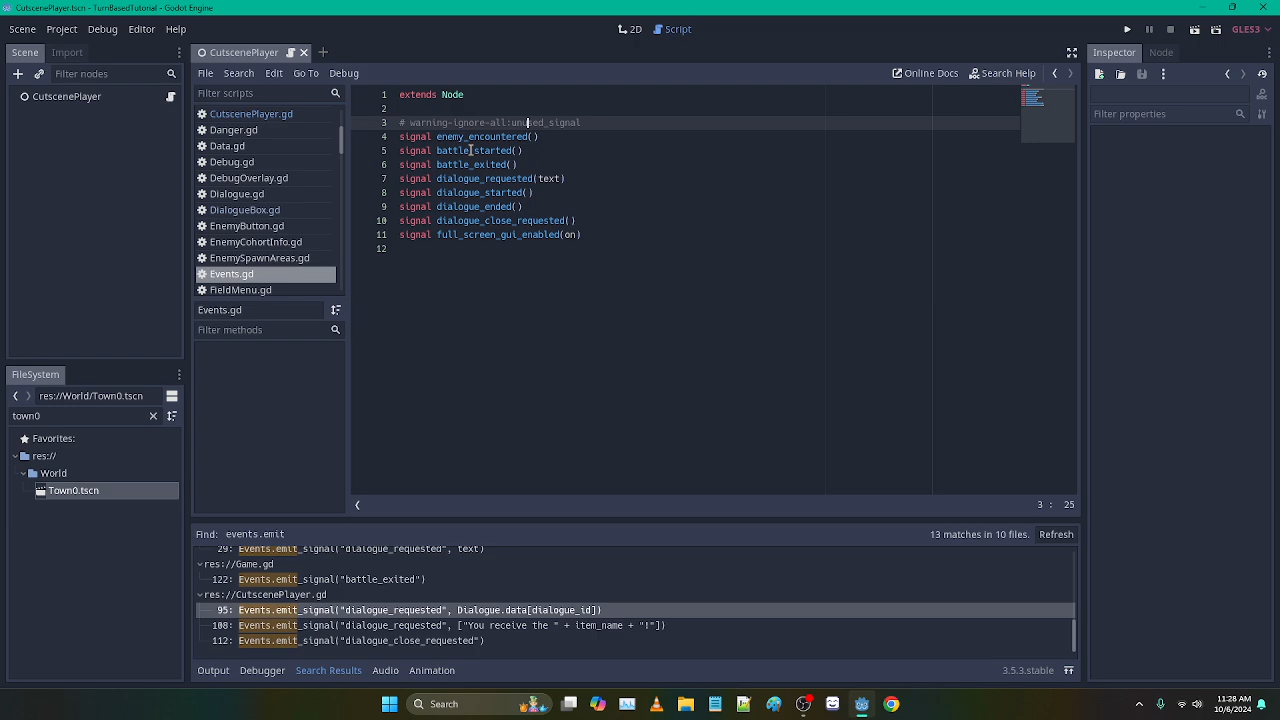 CutscenePlayer.tscn - TurnBasedTutorial - Godot Engine
Scene Project Debug Editor Help
2D Script
GLES3
Scene Import
Filter nodes
CutscenePlayer
CutscenePlayer
File Search Edit Go To Debug
Online Docs Search Help
Filter scripts
CutscenePlayer.gd
Danger.gd
Data.gd
Debug.gd
DebugOverlay.gd
Dialogue.gd
DialogueBox.gd
EnemyButton.gd
EnemyCohortInfo.gd
EnemySpawnAreas.gd
Events.gd
FieldMenu.gd
Events.gd
Filter methods
1 extends Node
2
3 # warning-ignore-all:unused_signal
4 signal enemy_encountered()
5 signal battle_started()
6 signal battle_exited()
7 signal dialogue_requested(text)
8 signal dialogue_started()
9 signal dialogue_ended()
10 signal dialogue_close_requested()
11 signal full_screen_gui_enabled(on)
12
3 : 25
Inspector Node
Filter properties
FileSystem
res://World/Town0.tscn
town0
Favorites:
res://
World
Town0.tscn
Find: events.emit
13 matches in 10 files. Refresh
29: Events.emit_signal("dialogue_requested", text)
res://Game.gd
122: Events.emit_signal("battle_exited")
res://CutscenePlayer.gd
95: Events.emit_signal("dialogue_requested", Dialogue.data[dialogue_id])
108: Events.emit_signal("dialogue_requested", ["You receive the " + item_name + "!"])
112: Events.emit_signal("dialogue_close_requested")
Output Debugger Search Results Audio Animation
3.5.3.stable
Search
11:28 AM
10/6/2024